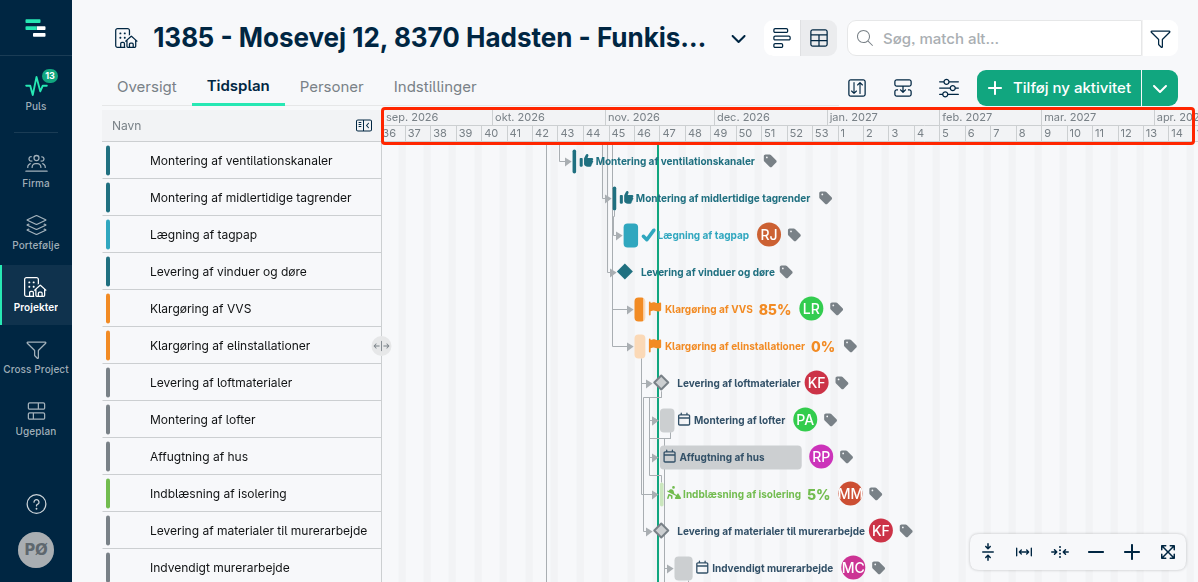 1385 - Mosevej 12, 8370 Hadsten - Funkis...
Søg, match alt...
13
Puls
Firma
Portefølje
Projekter
Cross Project
Ugeplan
PØ
Oversigt Tidsplan Personer Indstillinger
Tilføj ny aktivitet
Navn
sep. 2026 okt. 2026 nov. 2026 dec. 2026 jan. 2027 feb. 2027 mar. 2027 apr. 202
36 37 38 39 40 41 42 43 44 45 46 47 48 49 50 51 52 53 1 2 3 4 5 6 7 8 9 10 11 12 13 14
Montering af ventilationskanaler Montering af ventilationskanaler
Montering af midlertidige tagrender Montering af midlertidige tagrender
Lægning af tagpap Lægning af tagpap RJ
Levering af vinduer og døre Levering af vinduer og døre
Klargøring af VVS Klargøring af VVS 85% LR
Klargøring af elinstallationer Klargøring af elinstallationer 0%
Levering af loftmaterialer Levering af loftmaterialer KF
Montering af lofter Montering af lofter PA
Affugtning af hus Affugtning af hus RP
Indblæsning af isolering Indblæsning af isolering 5% MM
Levering af materialer til murerarbejde Levering af materialer til murerarbejde KF
Indvendigt murerarbejde Indvendigt murerarbejde MC